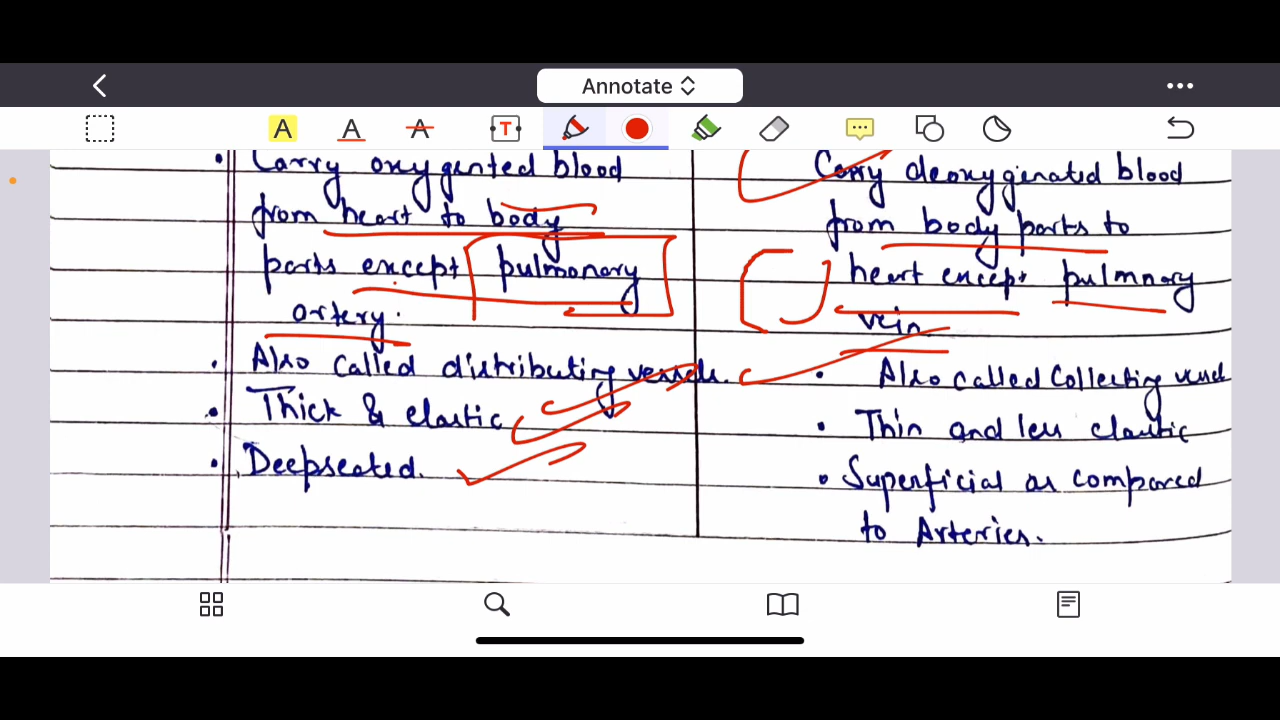 Annotate
A A A T
• Carry oxygented blood
from heart to body
parts except pulmonary
artery.
• Also called distributing vessels.
• Thick & elastic
• Deepseated.
Carry deoxygenated blood
from body parts to
heart except pulmnary
vein
• Also called Collecting vessel
• Thin and less elastic
• Superficial as compared
to Arteries.